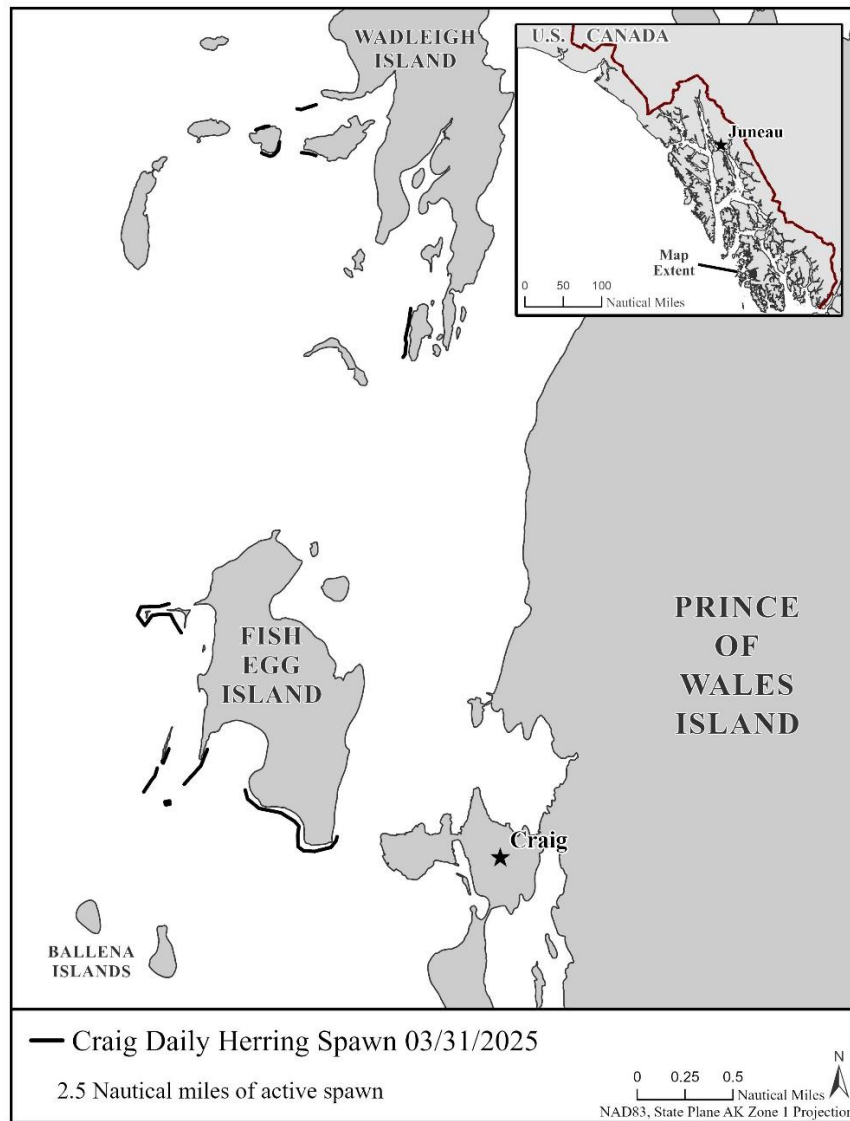 WADLEIGH
ISLAND
U.S. CANADA
Juneau
Map
Extent
0 50 100
Nautical Miles
FISH
EGG
ISLAND
PRINCE
OF
WALES
ISLAND
Craig
BALLENA
ISLANDS
Craig Daily Herring Spawn 03/31/2025
2.5 Nautical miles of active spawn
N
0 0.25 0.5
Nautical Miles
NAD83, State Plane AK Zone 1 Projection